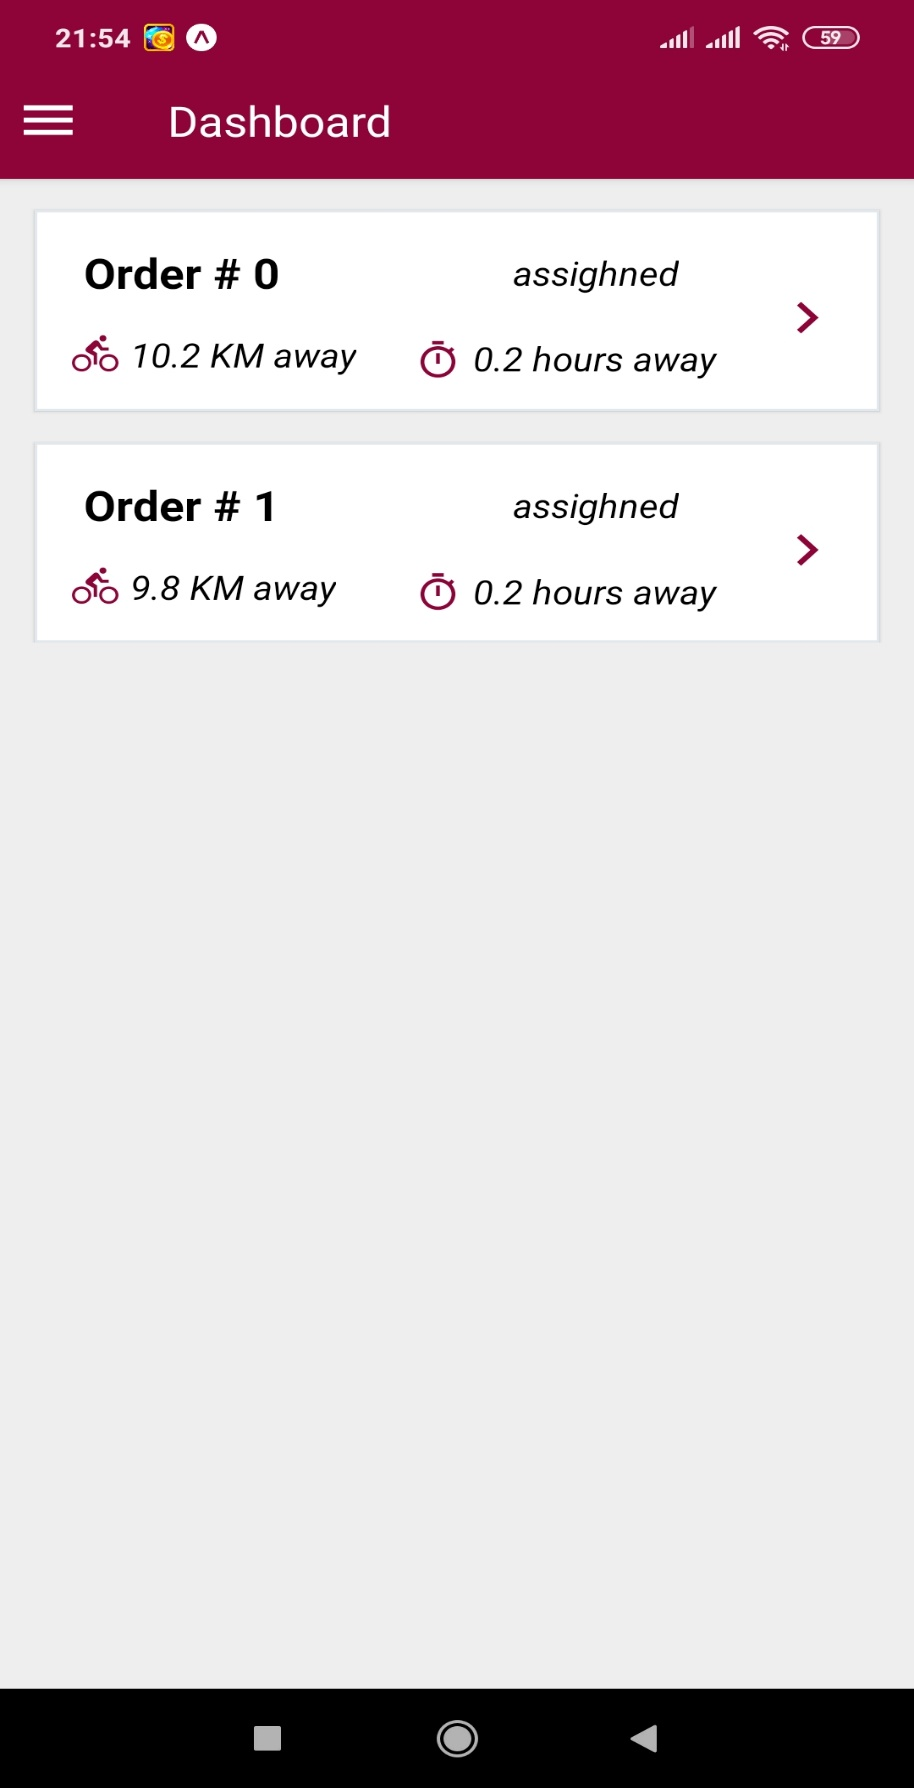 21:54 59
Dashboard
Order # 0 assighned
10.2 KM away 0.2 hours away
Order # 1 assighned
9.8 KM away 0.2 hours away